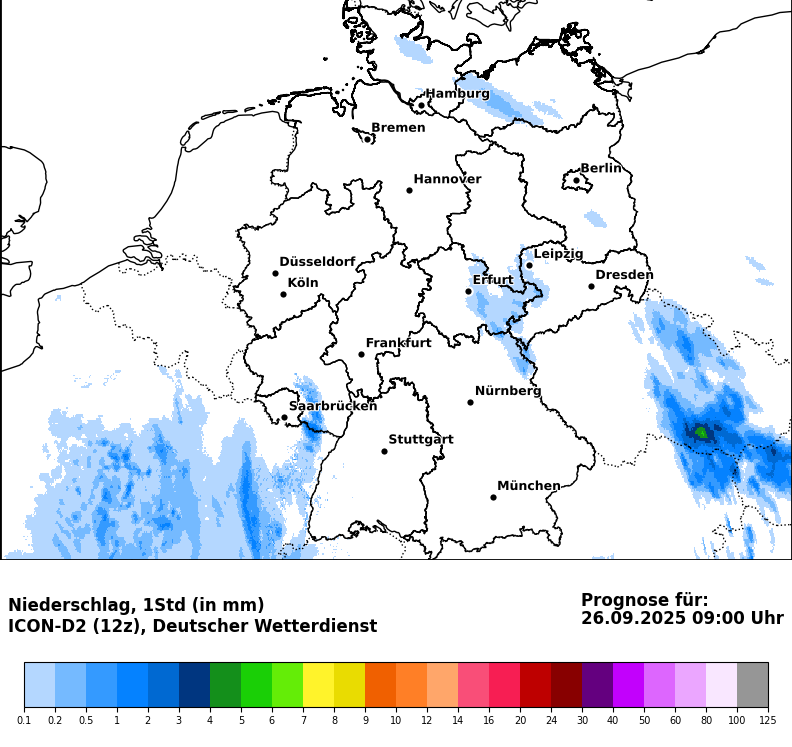 Hamburg
Bremen
Berlin
Hannover
Leipzig
Düsseldorf
Dresden
Köln
Erfurt
Frankfurt
Nürnberg
Saarbrücken
Stuttgart
München
Niederschlag, 1Std (in mm)
ICON-D2 (12z), Deutscher Wetterdienst
Prognose für:
26.09.2025 09:00 Uhr
0.1 0.2 0.5 1 2 3 4 5 6 7 8 9 10 12 14 16 20 24 30 40 50 60 80 100 125